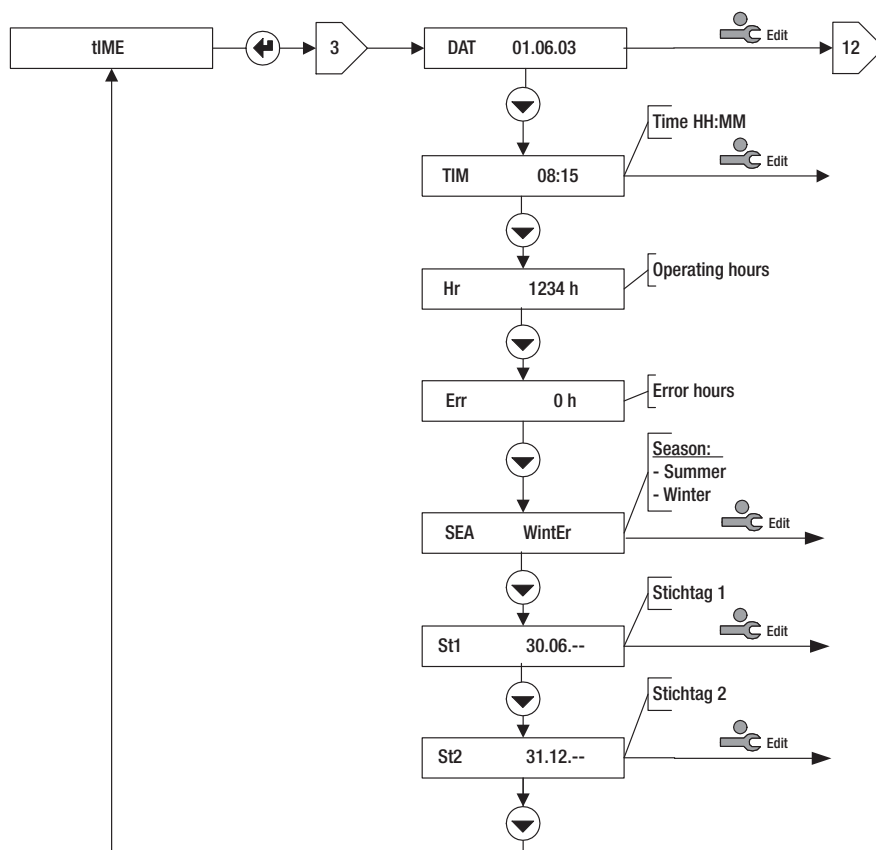 tIME
3
DAT 01.06.03
Edit
12
Time HH:MM
TIM 08:15
Edit
Operating hours
Hr 1234 h
Error hours
Err 0 h
Season:
- Summer
- Winter
SEA WintEr
Edit
Stichtag 1
St1 30.06.--
Edit
Stichtag 2
St2 31.12.--
Edit